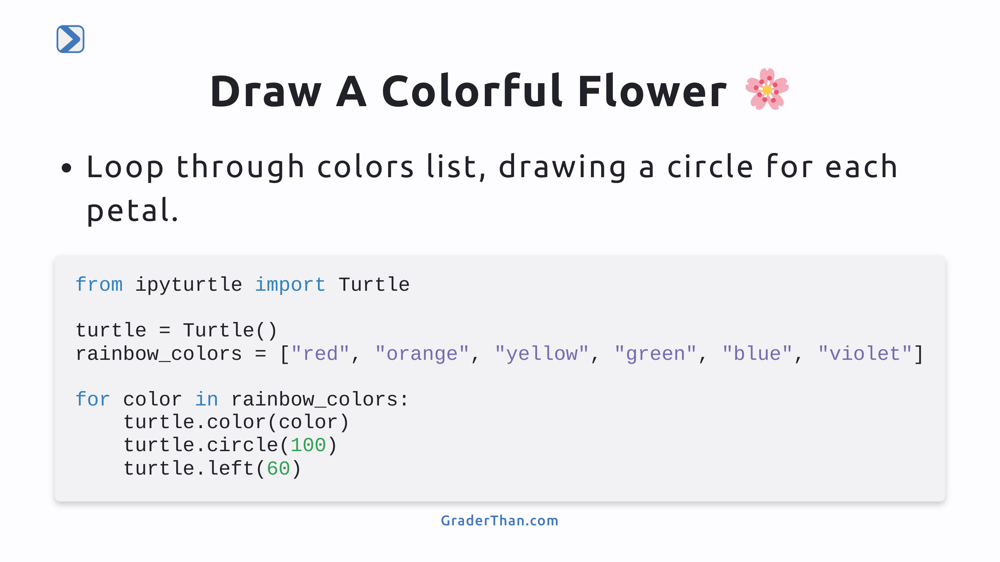 Draw A Colorful Flower 🌸
• Loop through colors list, drawing a circle for each
petal.
from ipyturtle import Turtle
turtle = Turtle()
rainbow_colors = ["red", "orange", "yellow", "green", "blue", "violet"]
for color in rainbow_colors:
    turtle.color(color)
    turtle.circle(100)
    turtle.left(60)
GraderThan.com